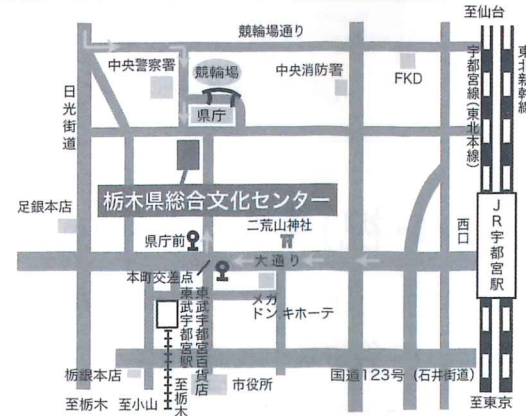 至仙台
競輪場通り
東北新幹線
宇都宮線(東北本線)
中央警察署
競輪場
中央消防署
FKD
日光街道
県庁
栃木県総合文化センター
足銀本店
県庁前
二荒山神社
西口
JR宇都宮駅
大通り
本町交差点
メガ
ドン キホーテ
東武宇都宮百貨店
東武宇都宮駅
栃銀本店
市役所
国道123号(石井街道)
至栃木
至小山
至栃木
至東京